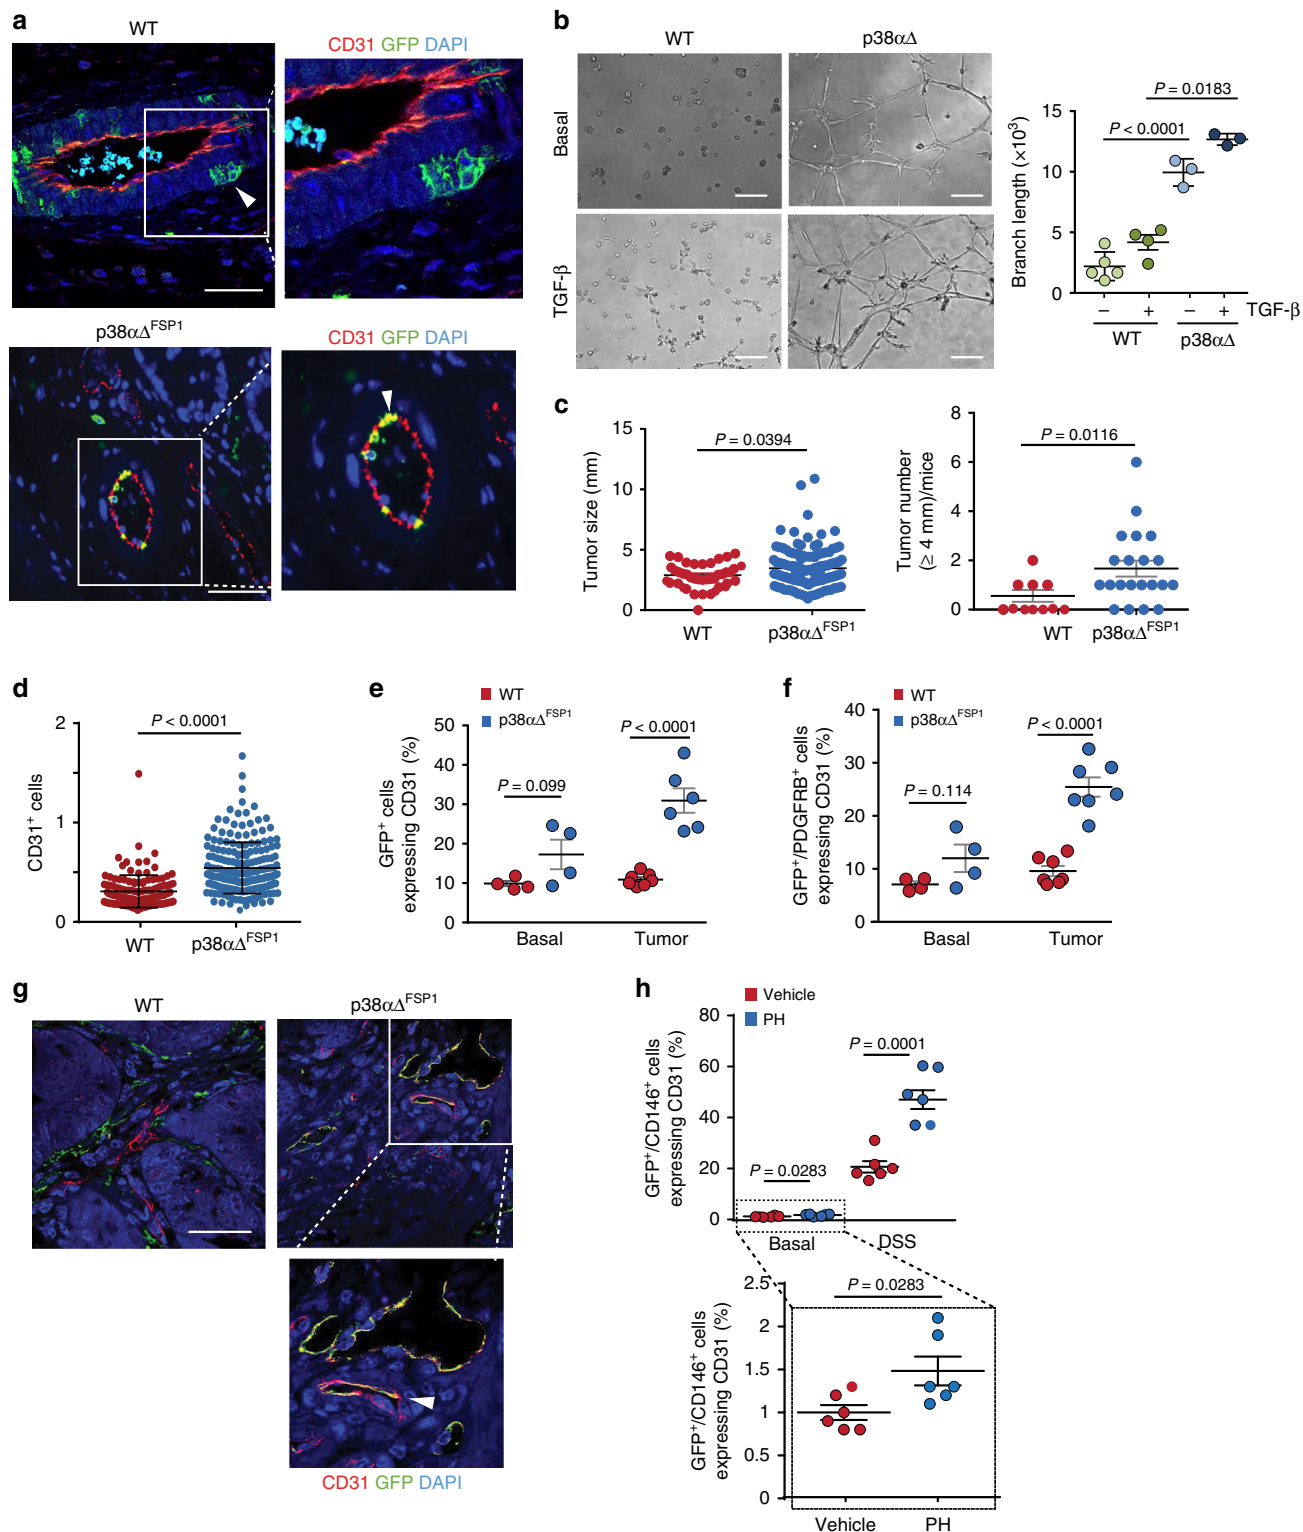 a
WT
CD31 GFP DAPI
p38αΔFSP1
CD31 GFP DAPI
b
WT
p38αΔ
Basal
TGF-β
Branch length (×10³)
15
10
5
0
P = 0.0183
P < 0.0001
− + − + TGF-β
WT p38αΔ
c
Tumor size (mm)
15
10
5
0
P = 0.0394
WT p38αΔFSP1
Tumor number
(≥ 4 mm)/mice
8
6
4
2
0
P = 0.0116
WT p38αΔFSP1
d
CD31⁺ cells
2
1
0
P < 0.0001
WT p38αΔFSP1
e
WT
p38αΔFSP1
GFP⁺ cells
expressing CD31 (%)
50
40
30
20
10
0
P = 0.099
P < 0.0001
Basal Tumor
f
WT
p38αΔFSP1
GFP⁺/PDGFRB⁺ cells
expressing CD31 (%)
40
30
20
10
0
P = 0.114
P < 0.0001
Basal Tumor
g
WT
p38αΔFSP1
CD31 GFP DAPI
h
Vehicle
PH
GFP⁺/CD146⁺ cells
expressing CD31 (%)
80
60
40
20
0
P = 0.0283
P = 0.0001
Basal DSS
GFP⁺/CD146⁺ cells
expressing CD31 (%)
2.5
2
1.5
1
0.5
0
P = 0.0283
Vehicle PH